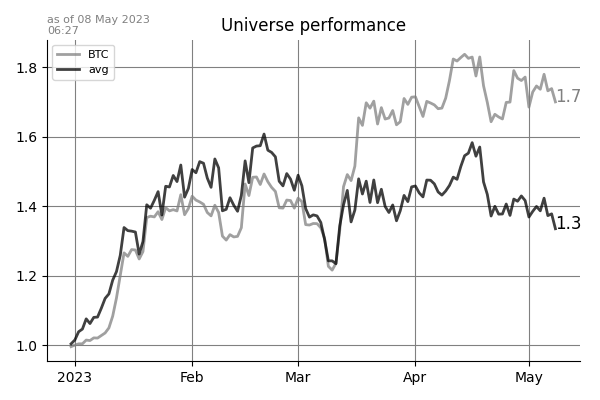 as of 08 May 2023
06:27
Universe performance
BTC
avg
1.8
1.6
1.4
1.2
1.0
1.7
1.3
2023
Feb
Mar
Apr
May